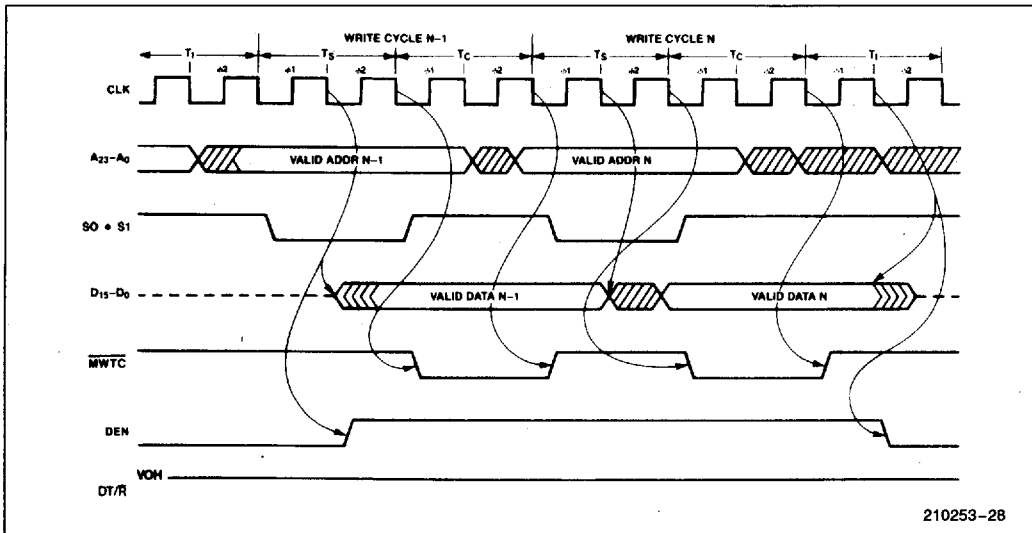 WRITE CYCLE N–1 WRITE CYCLE N
TI TS TC TS TC TI
ϕ2 ϕ1 ϕ2 ϕ1 ϕ2 ϕ1 ϕ2 ϕ1 ϕ2 ϕ1 ϕ2
CLK
A23–A0 VALID ADDR N-1 VALID ADDR N
SO • S1
D15–D0 VALID DATA N-1 VALID DATA N
MWTC
DEN
VOH
DT/R
210253–28